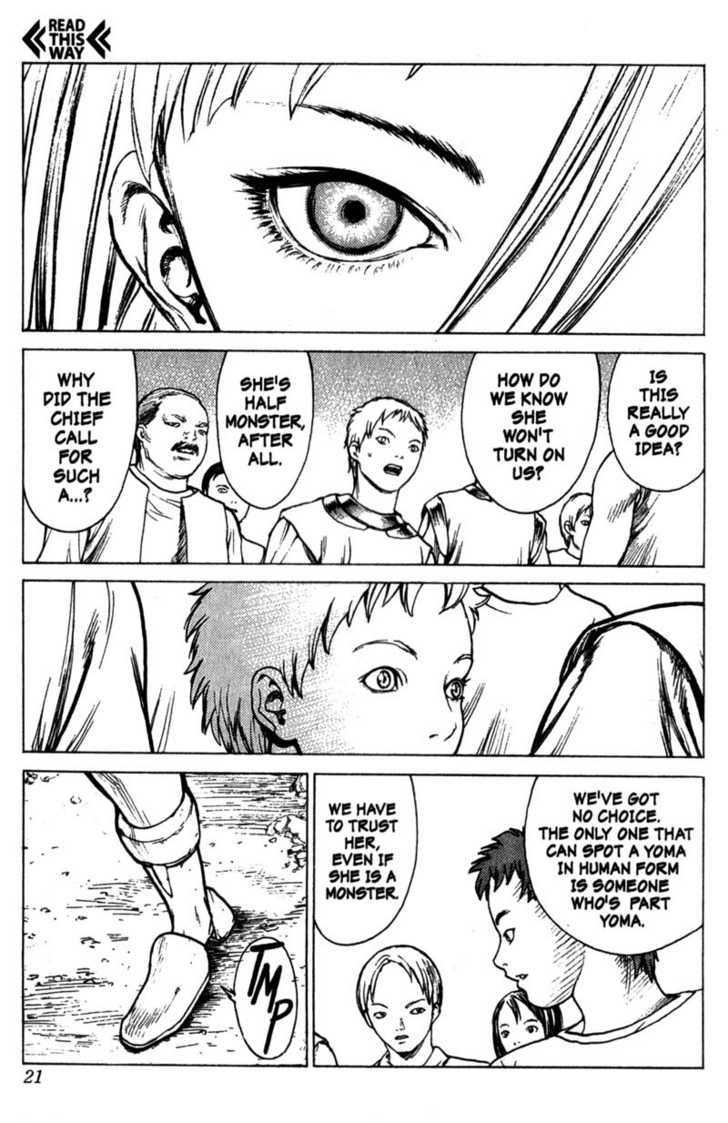 READ
THIS
WAY
IS
THIS
REALLY
A GOOD
IDEA?
HOW DO
WE KNOW
SHE
WON'T
TURN ON
US?
SHE'S
HALF
MONSTER,
AFTER
ALL.
WHY
DID THE
CHIEF
CALL
FOR
SUCH
A...?
WE'VE GOT
NO CHOICE.
THE ONLY ONE THAT
CAN SPOT A YOMA
IN HUMAN FORM
IS SOMEONE
WHO'S PART
YOMA.
WE HAVE
TO TRUST
HER,
EVEN IF
SHE IS A
MONSTER.
TMP
21